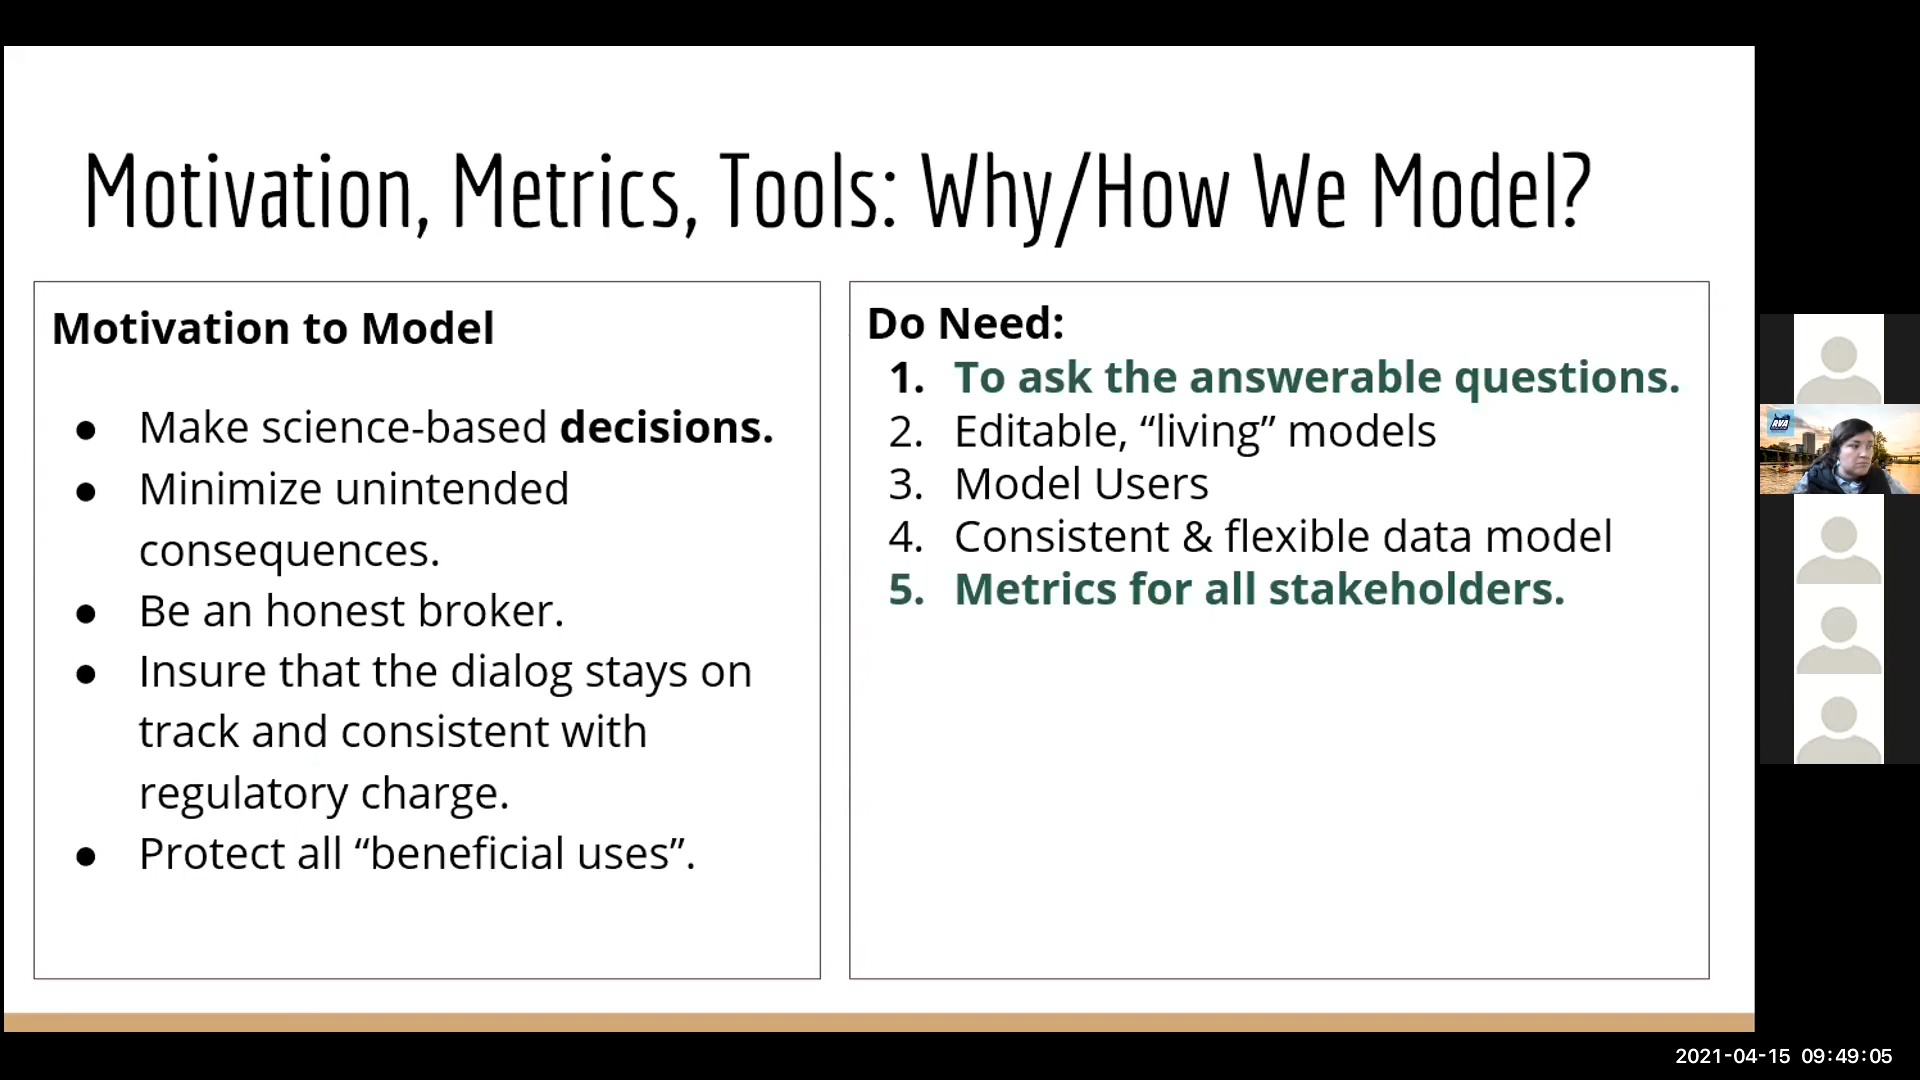 Motivation, Metrics, Tools: Why/How We Model?
Motivation to Model
● Make science-based decisions.
● Minimize unintended
consequences.
● Be an honest broker.
● Insure that the dialog stays on
track and consistent with
regulatory charge.
● Protect all “beneficial uses”.
Do Need:
1. To ask the answerable questions.
2. Editable, “living” models
3. Model Users
4. Consistent & flexible data model
5. Metrics for all stakeholders.
RVA
2021-04-15 09:49:05